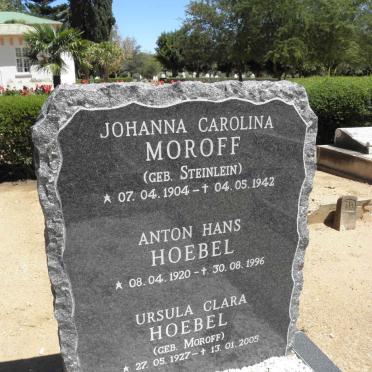 JOHANNA CAROLINA
MOROFF
(GEB. STEINLEIN)
* 07. 04. 1904 - † 04. 05. 1942
ANTON HANS
HOEBEL
* 08. 04. 1920 - † 30. 08. 1996
URSULA CLARA
HOEBEL
(GEB. MOROFF)
* 27. 05. 1927 - † 13. 01. 2005